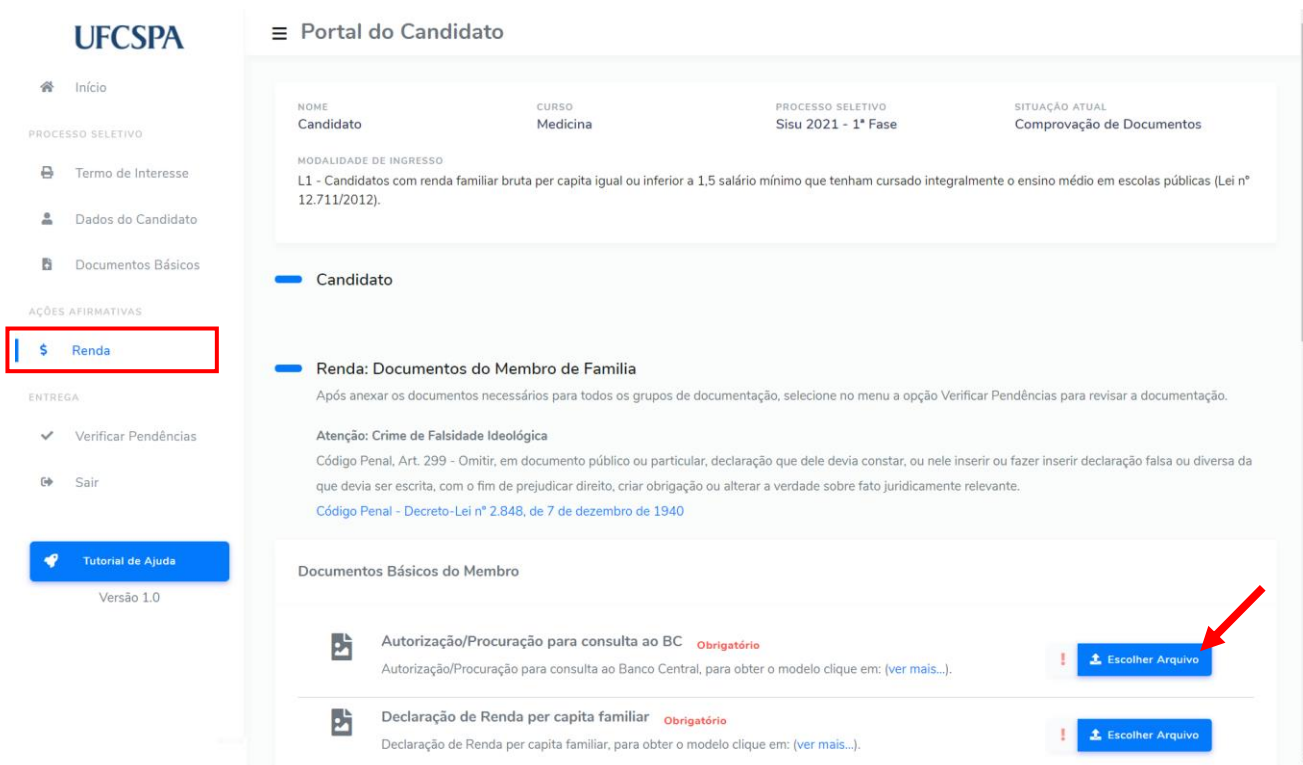 UFCSPA
Início
PROCESSO SELETIVO
Termo de Interesse
Dados do Candidato
Documentos Básicos
AÇÕES AFIRMATIVAS
$ Renda
ENTREGA
Verificar Pendências
Sair
Tutorial de Ajuda
Versão 1.0
Portal do Candidato
NOME CURSO PROCESSO SELETIVO SITUAÇÃO ATUAL
Candidato Medicina Sisu 2021 - 1ª Fase Comprovação de Documentos
MODALIDADE DE INGRESSO
L1 - Candidatos com renda familiar bruta per capita igual ou inferior a 1,5 salário mínimo que tenham cursado integralmente o ensino médio em escolas públicas (Lei nº
12.711/2012).
Candidato
Renda: Documentos do Membro de Familia
Após anexar os documentos necessários para todos os grupos de documentação, selecione no menu a opção Verificar Pendências para revisar a documentação.
Atenção: Crime de Falsidade Ideológica
Código Penal, Art. 299 - Omitir, em documento público ou particular, declaração que dele devia constar, ou nele inserir ou fazer inserir declaração falsa ou diversa da
que devia ser escrita, com o fim de prejudicar direito, criar obrigação ou alterar a verdade sobre fato juridicamente relevante.
Código Penal - Decreto-Lei nº 2.848, de 7 de dezembro de 1940
Documentos Básicos do Membro
Autorização/Procuração para consulta ao BC Obrigatório
Autorização/Procuração para consulta ao Banco Central, para obter o modelo clique em: (ver mais...).
! Escolher Arquivo
Declaração de Renda per capita familiar Obrigatório
Declaração de Renda per capita familiar, para obter o modelo clique em: (ver mais...).
! Escolher Arquivo